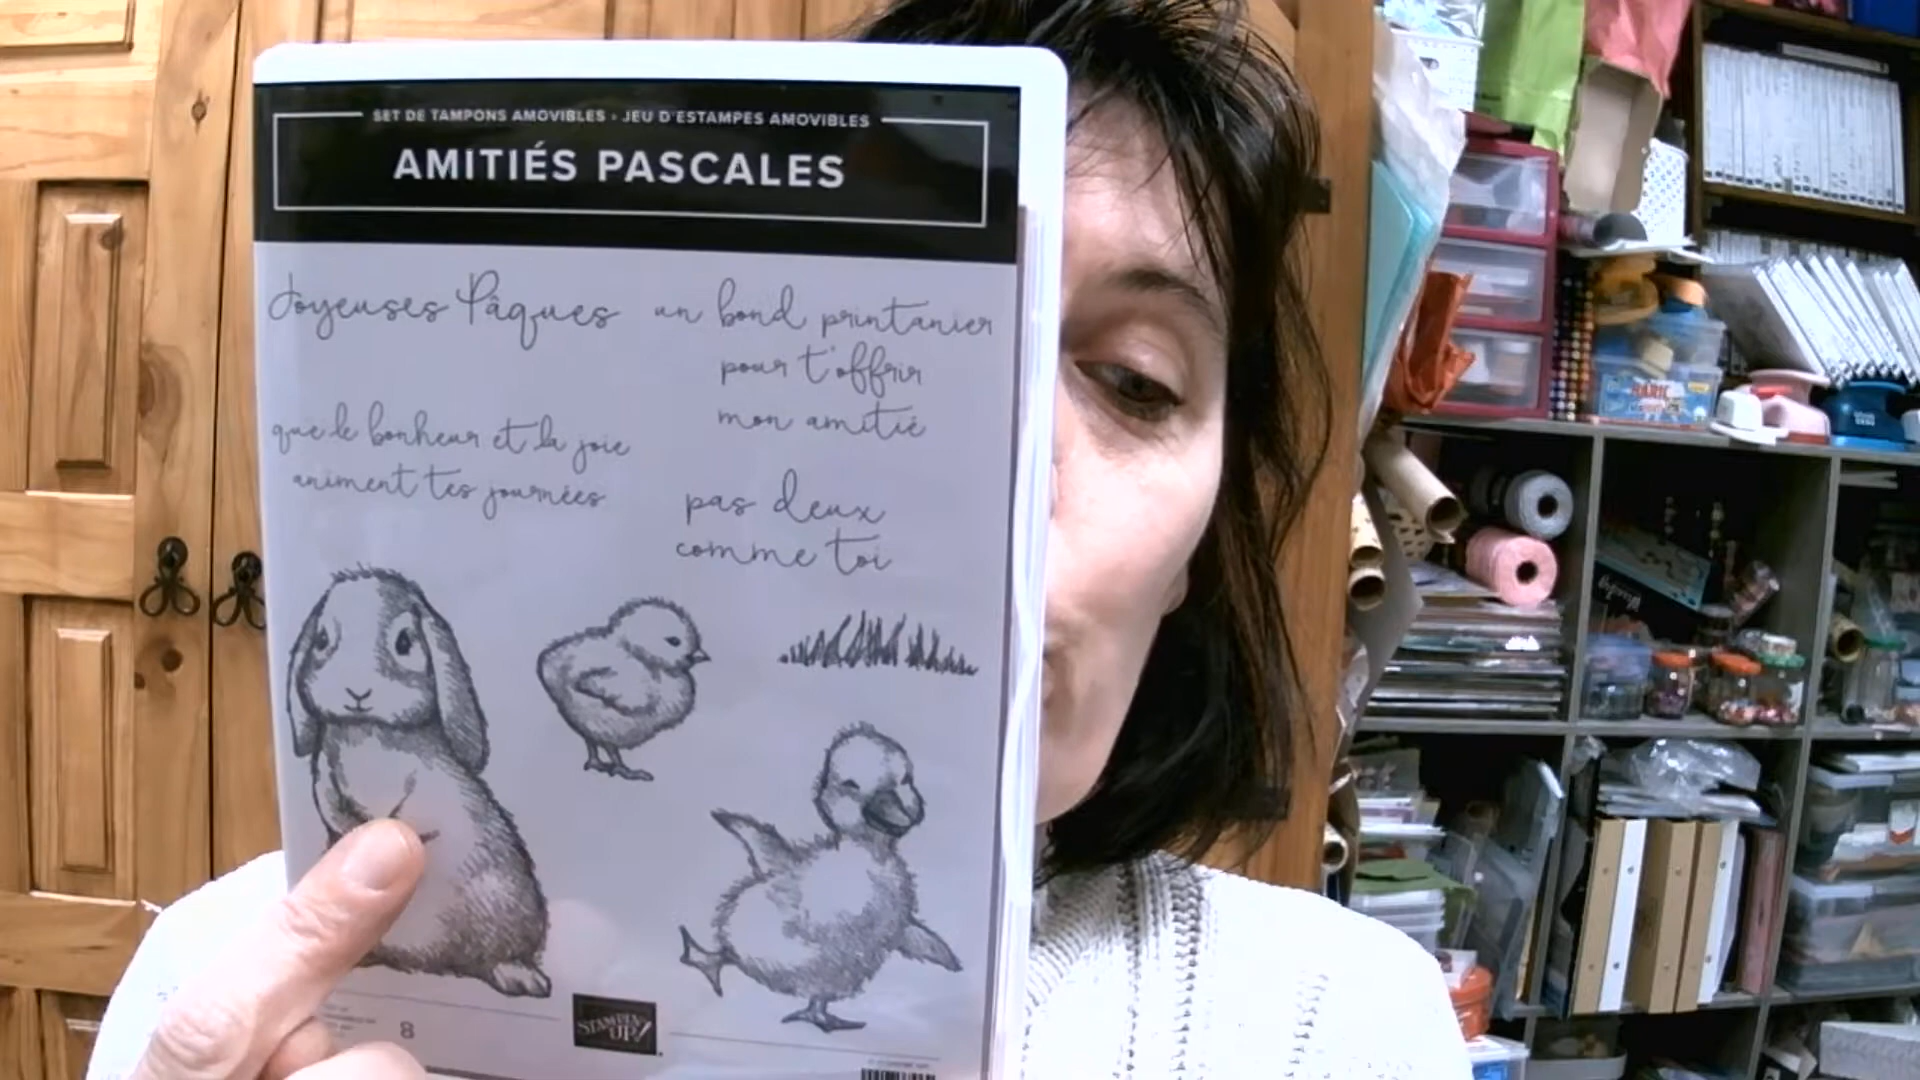 SET DE TAMPONS AMOVIBLES • JEU D'ESTAMPES AMOVIBLES
AMITIÉS PASCALES
Joyeuses Pâques
un bond printanier
pour t'offrir
mon amitié
que le bonheur et la joie
animent tes journées
pas deux
comme toi
8
STAMPIN' UP!